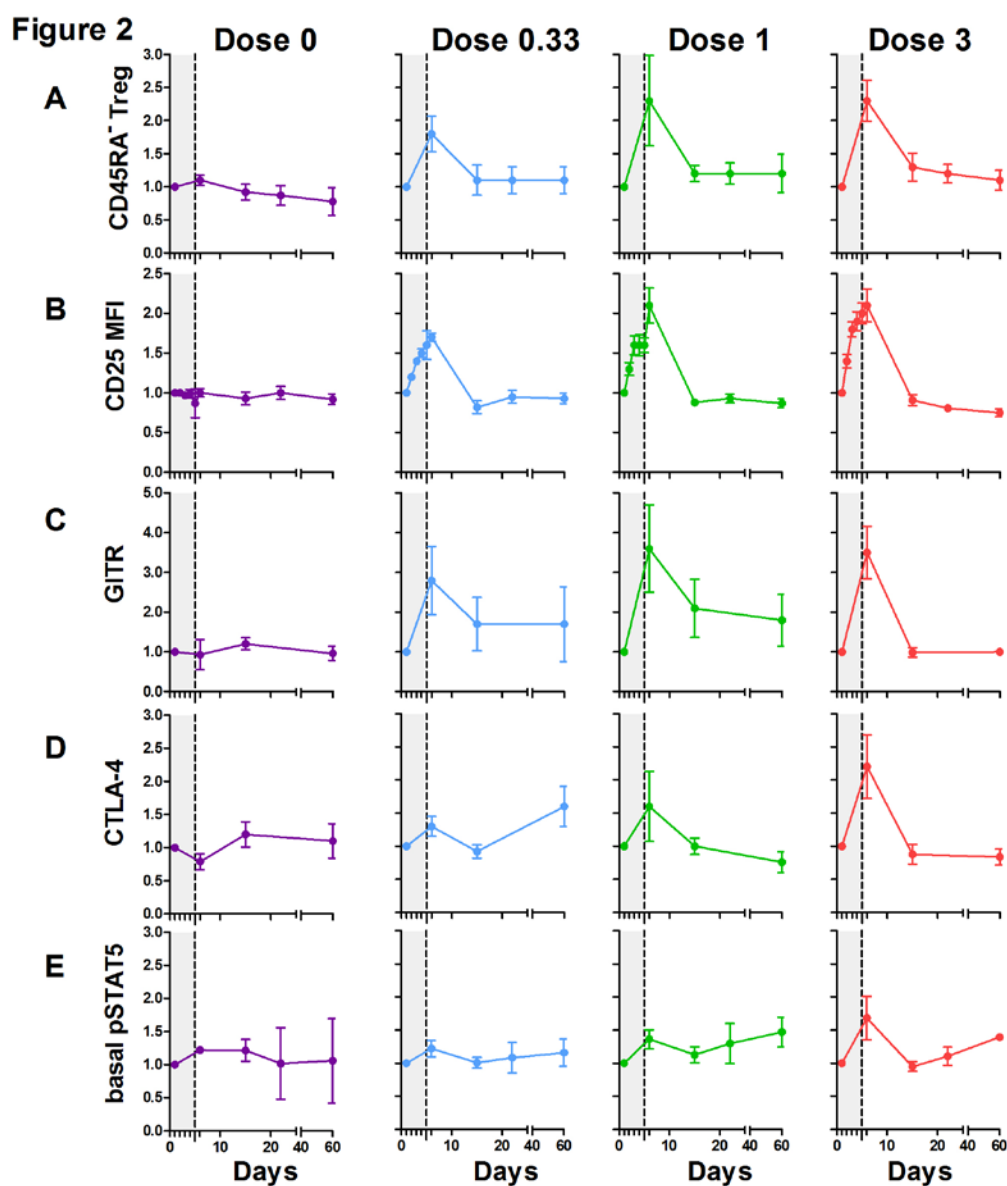 Figure 2
Dose 0 Dose 0.33 Dose 1 Dose 3
A
CD45RA⁻ Treg
3.0
2.5
2.0
1.5
1.0
0.5
0.0
B
CD25 MFI
2.5
2.0
1.5
1.0
0.5
0.0
C
GITR
5.0
4.0
3.0
2.0
1.0
0.0
D
CTLA-4
3.0
2.5
2.0
1.5
1.0
0.5
0.0
E
basal pSTAT5
3.0
2.5
2.0
1.5
1.0
0.5
0.0
0 10 20 40 60 0 10 20 40 60 0 10 20 40 60 0 10 20 40 60
Days Days Days Days